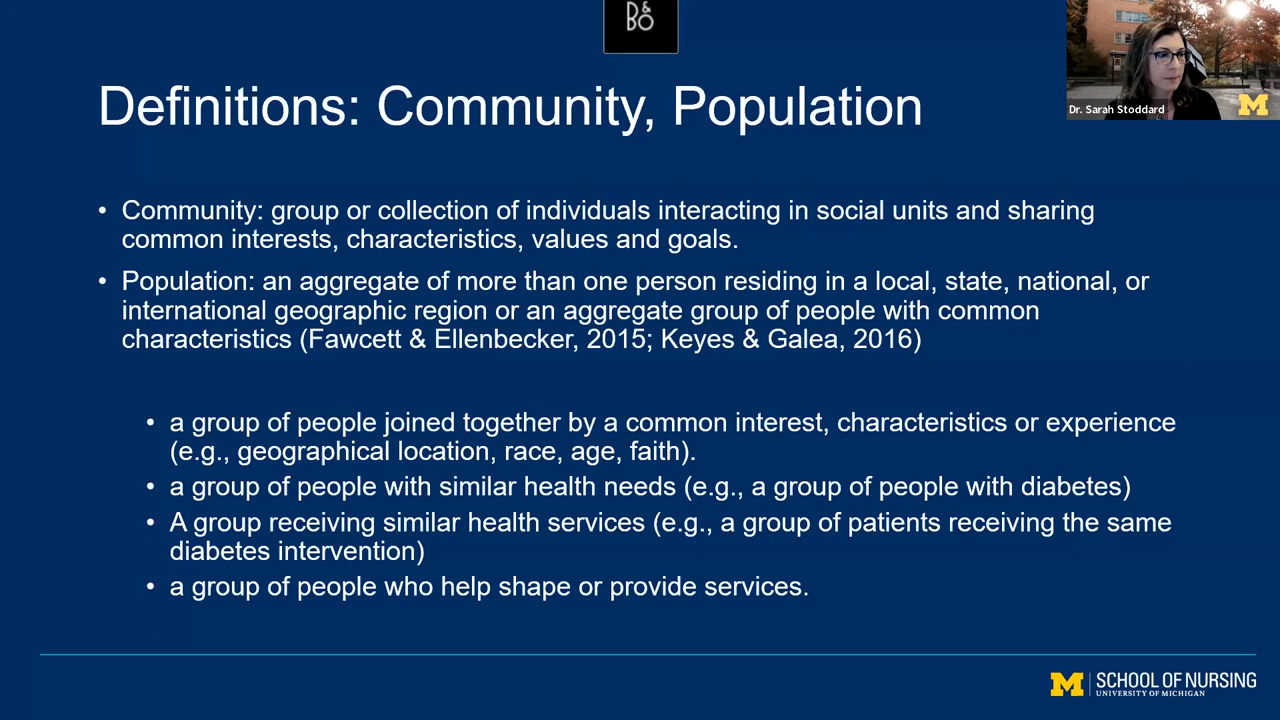 D&
BO
Dr. Sarah Stoddard
M
Definitions: Community, Population
• Community: group or collection of individuals interacting in social units and sharing
common interests, characteristics, values and goals.
• Population: an aggregate of more than one person residing in a local, state, national, or
international geographic region or an aggregate group of people with common
characteristics (Fawcett & Ellenbecker, 2015; Keyes & Galea, 2016)
• a group of people joined together by a common interest, characteristics or experience
(e.g., geographical location, race, age, faith).
• a group of people with similar health needs (e.g., a group of people with diabetes)
• A group receiving similar health services (e.g., a group of patients receiving the same
diabetes intervention)
• a group of people who help shape or provide services.
M SCHOOL OF NURSING
UNIVERSITY OF MICHIGAN